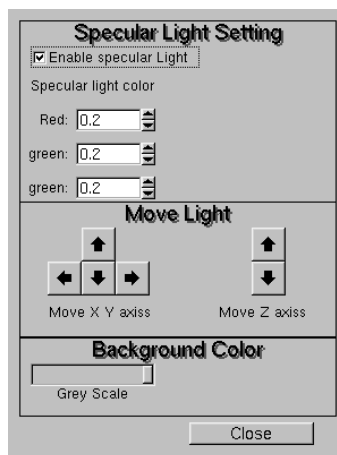 Specular Light Setting
Enable specular Light
Specular light color
Red: 0.2
green: 0.2
green: 0.2
Move Light
Move X Y axiss
Move Z axiss
Background Color
Grey Scale
Close